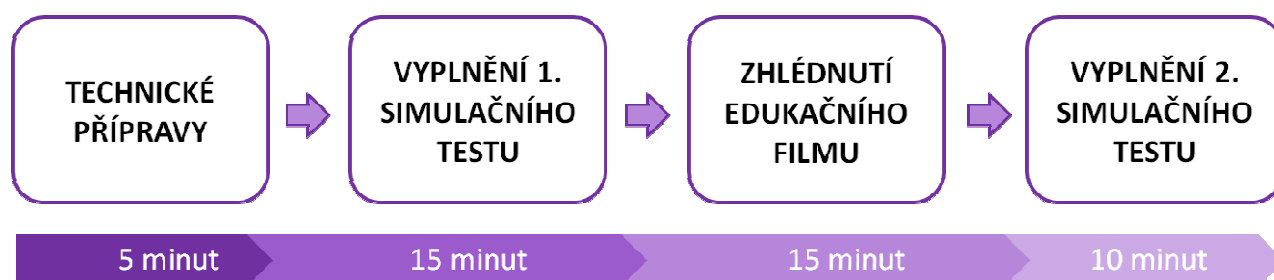 TECHNICKÉ
PŘÍPRAVY
VYPLNĚNÍ 1.
SIMULAČNÍHO
TESTU
ZHLÉDNUTÍ
EDUKAČNÍHO
FILMU
VYPLNĚNÍ 2.
SIMULAČNÍHO
TESTU
5 minut
15 minut
15 minut
10 minut